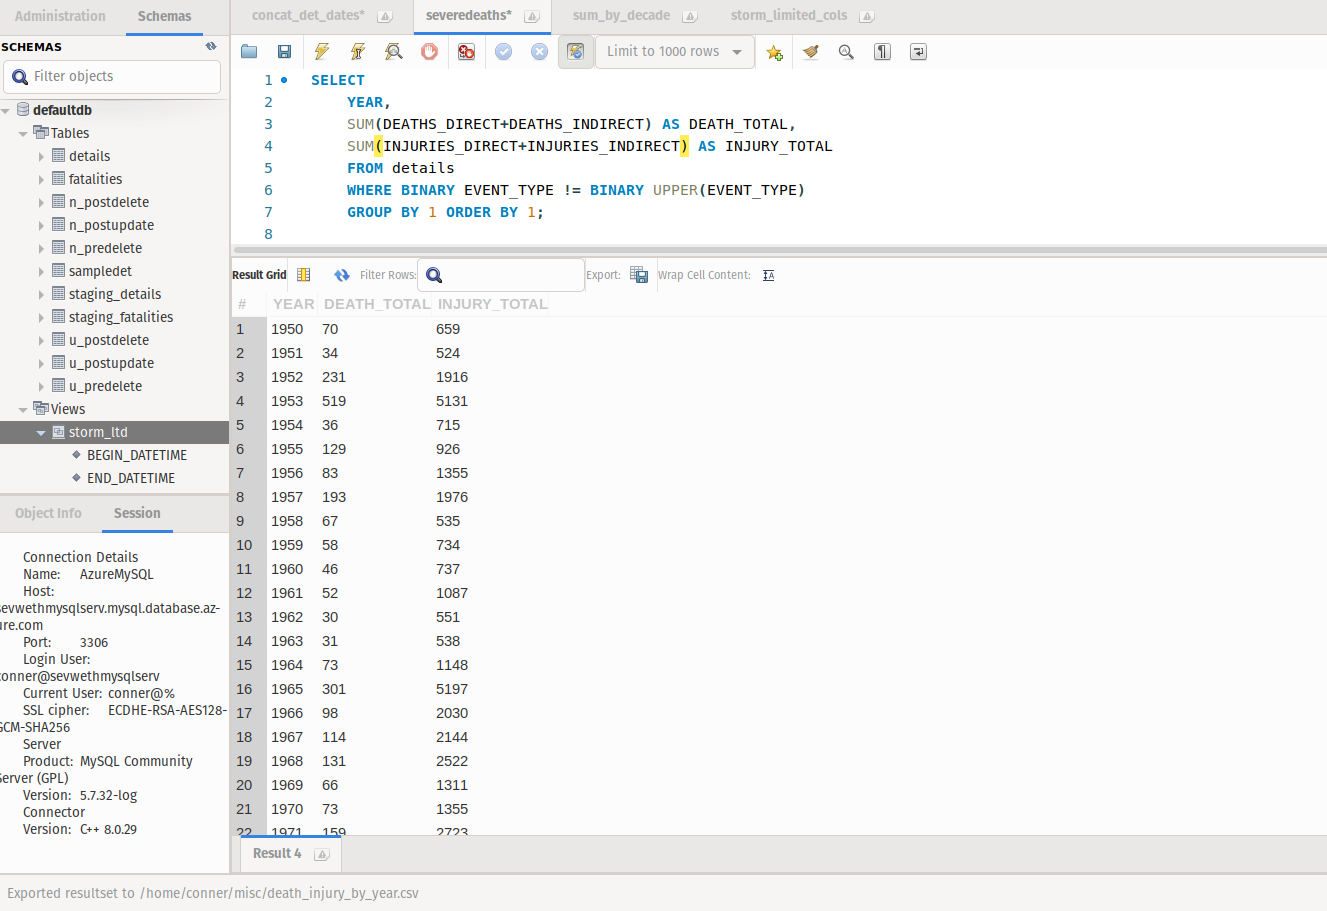 Administration Schemas
SCHEMAS
Filter objects
defaultdb
Tables
details
fatalities
n_postdelete
n_postupdate
n_predelete
sampledet
staging_details
staging_fatalities
u_postdelete
u_postupdate
u_predelete
Views
storm_ltd
BEGIN_DATETIME
END_DATETIME
Object Info Session
Connection Details
Name: AzureMySQL
Host:
sevwethmysqlserv.mysql.database.az-
ure.com
Port: 3306
Login User:
conner@sevwethmysqlserv
Current User: conner@%
SSL cipher: ECDHE-RSA-AES128-
GCM-SHA256
Server
Product: MySQL Community
Server (GPL)
Version: 5.7.32-log
Connector
Version: C++ 8.0.29
concat_det_dates* severedeaths* sum_by_decade storm_limited_cols
Limit to 1000 rows
1 SELECT
2 YEAR,
3 SUM(DEATHS_DIRECT+DEATHS_INDIRECT) AS DEATH_TOTAL,
4 SUM(INJURIES_DIRECT+INJURIES_INDIRECT) AS INJURY_TOTAL
5 FROM details
6 WHERE BINARY EVENT_TYPE != BINARY UPPER(EVENT_TYPE)
7 GROUP BY 1 ORDER BY 1;
8
Result Grid Filter Rows: Export: Wrap Cell Content:
# YEAR DEATH_TOTAL INJURY_TOTAL
1 1950 70 659
2 1951 34 524
3 1952 231 1916
4 1953 519 5131
5 1954 36 715
6 1955 129 926
7 1956 83 1355
8 1957 193 1976
9 1958 67 535
10 1959 58 734
11 1960 46 737
12 1961 52 1087
13 1962 30 551
14 1963 31 538
15 1964 73 1148
16 1965 301 5197
17 1966 98 2030
18 1967 114 2144
19 1968 131 2522
20 1969 66 1311
21 1970 73 1355
22 1971 159 2723
Result 4
Exported resultset to /home/conner/misc/death_injury_by_year.csv